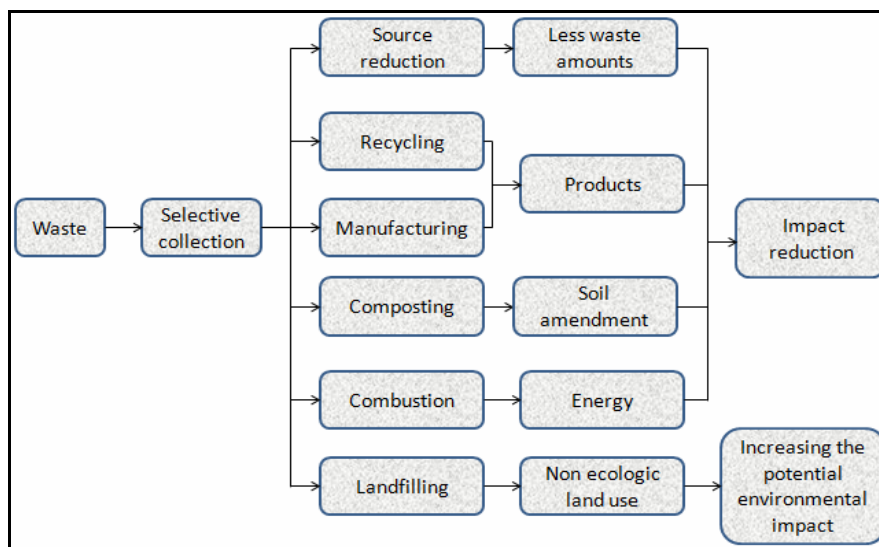 Source
reduction
Less waste
amounts
Recycling
Products
Waste
Selective
collection
Manufacturing
Impact
reduction
Composting
Soil
amendment
Combustion
Energy
Landfilling
Non ecologic
land use
Increasing the
potential
environmental
impact